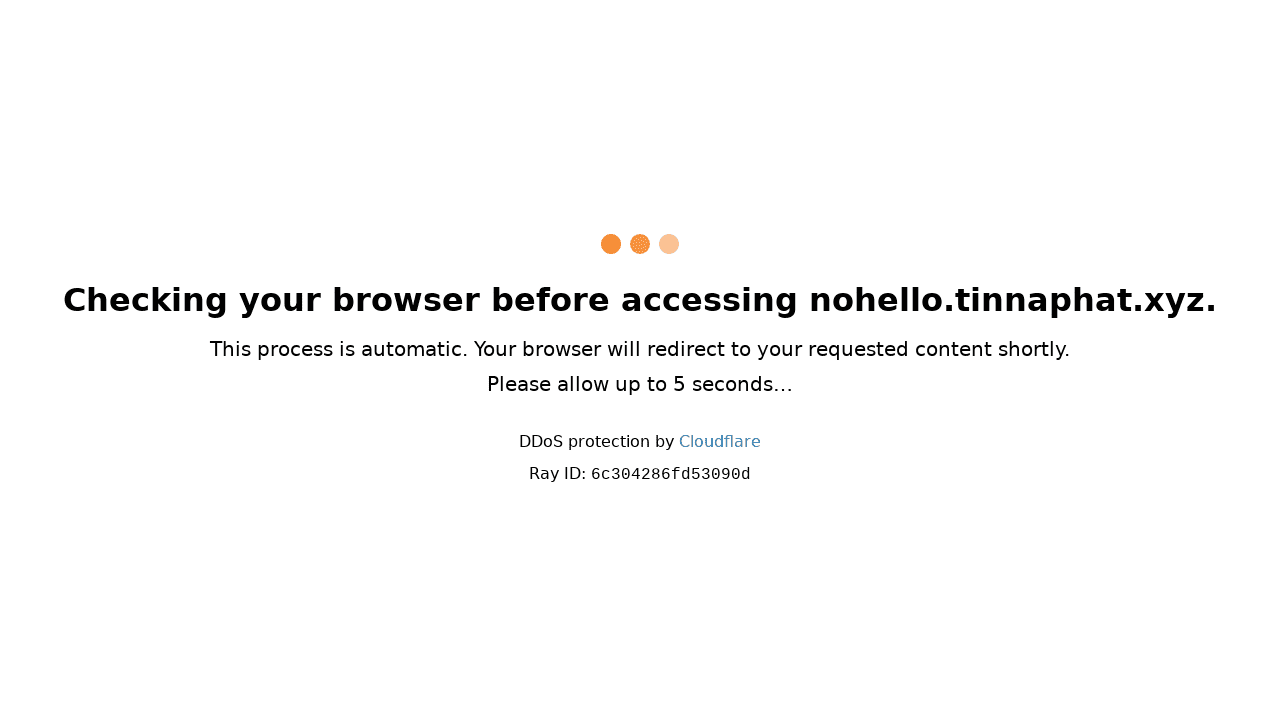 Checking your browser before accessing nohello.tinnaphat.xyz.
This process is automatic. Your browser will redirect to your requested content shortly.
Please allow up to 5 seconds…
DDoS protection by Cloudflare
Ray ID: 6c304286fd53090d